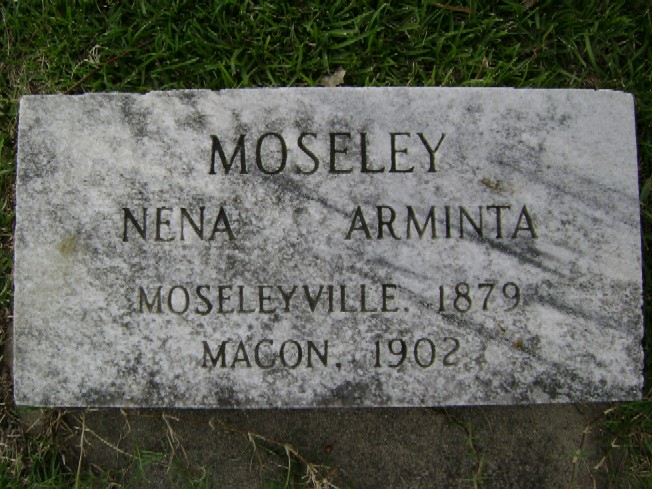 MOSELEY
NENA ARMINTA
MOSELEYVILLE, 1879
MACON, 1902